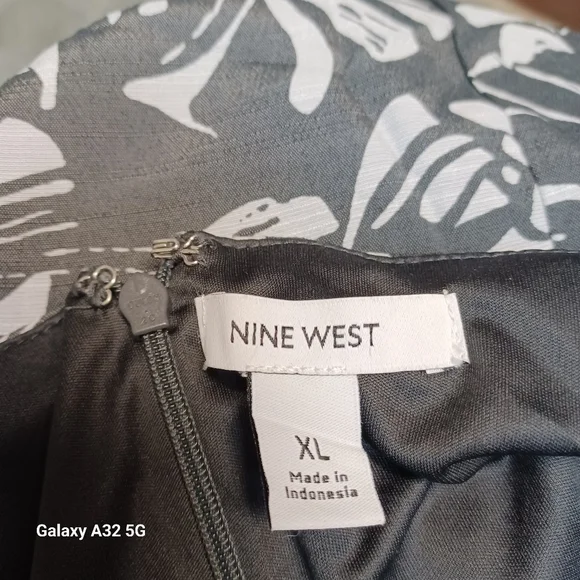 NINE WEST
XL
Made in
Indonesia
Galaxy A32 5G